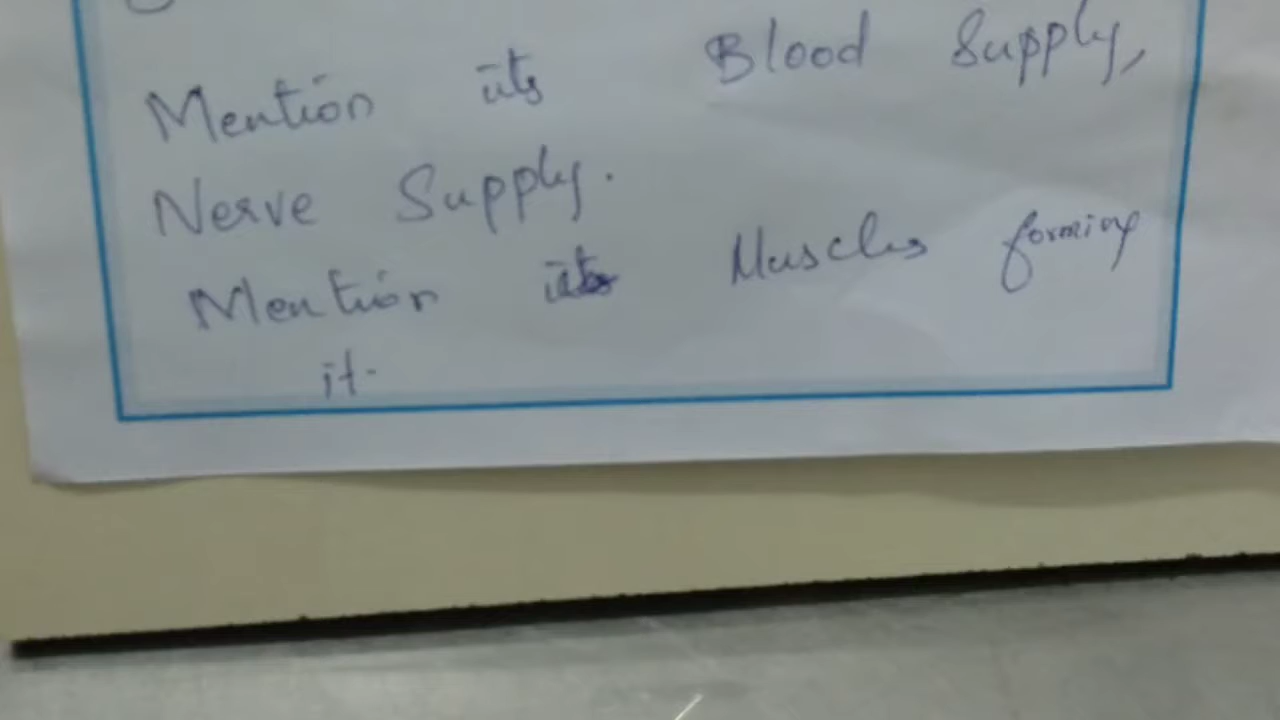 Mention its Blood Supply,
Nerve Supply.
Mention its Muscles forming
it.